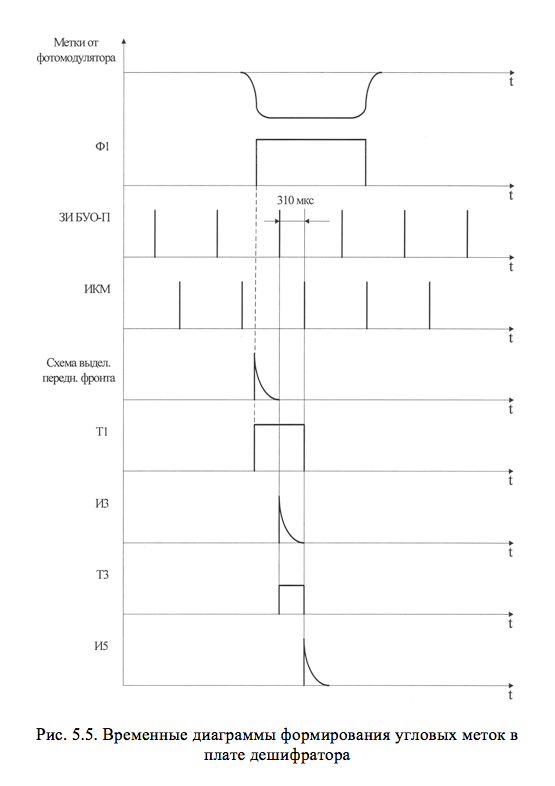 Метки от
фотомодулятора
t
Ф1
t
310 мкс
ЗИ БУО-П
t
ИКМ
t
Схема выдел.
передн. фронта
t
Т1
t
И3
t
Т3
t
И5
t
Рис. 5.5. Временные диаграммы формирования угловых меток в
плате дешифратора